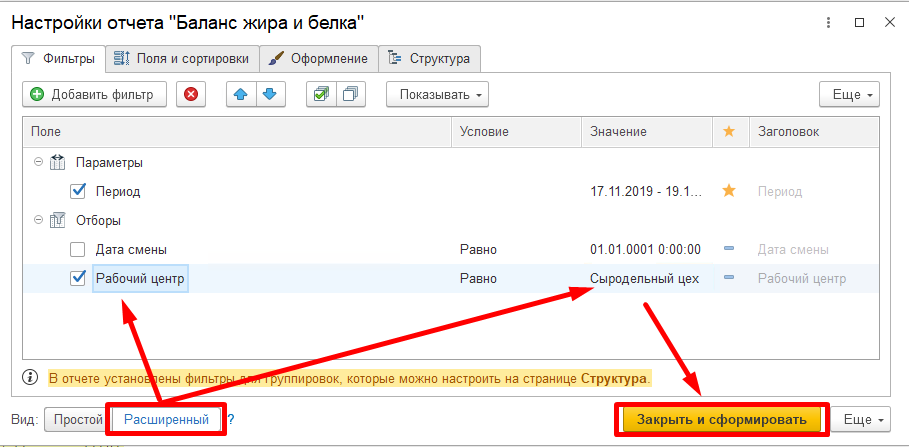 Настройки отчета "Баланс жира и белка"
Фильтры Поля и сортировки Оформление Структура
Добавить фильтр Показывать Еще
Поле Условие Значение Заголовок
Параметры
Период 17.11.2019 - 19.1... Период
Отборы
Дата смены Равно 01.01.0001 0:00:00 Дата смены
Рабочий центр Равно Сыродельный цех Рабочий центр
В отчете установлены фильтры для группировок, которые можно настроить на странице Структура.
Вид: Простой Расширенный ? Закрыть и сформировать Еще